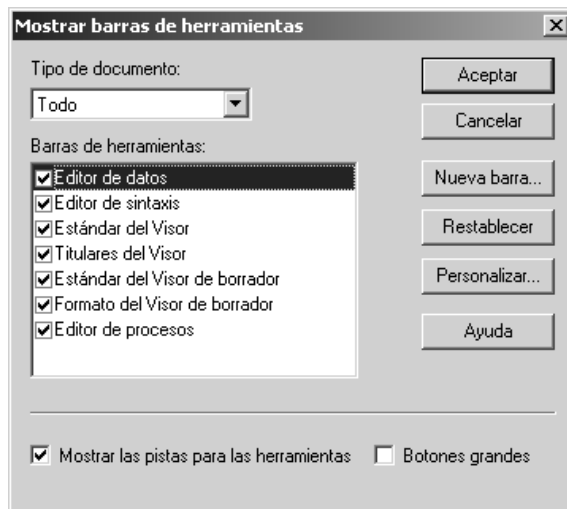 Mostrar barras de herramientas
Tipo de documento:
Todo
Barras de herramientas:
Editor de datos
Editor de sintaxis
Estándar del Visor
Titulares del Visor
Estándar del Visor de borrador
Formato del Visor de borrador
Editor de procesos
Aceptar
Cancelar
Nueva barra...
Restablecer
Personalizar...
Ayuda
Mostrar las pistas para las herramientas
Botones grandes